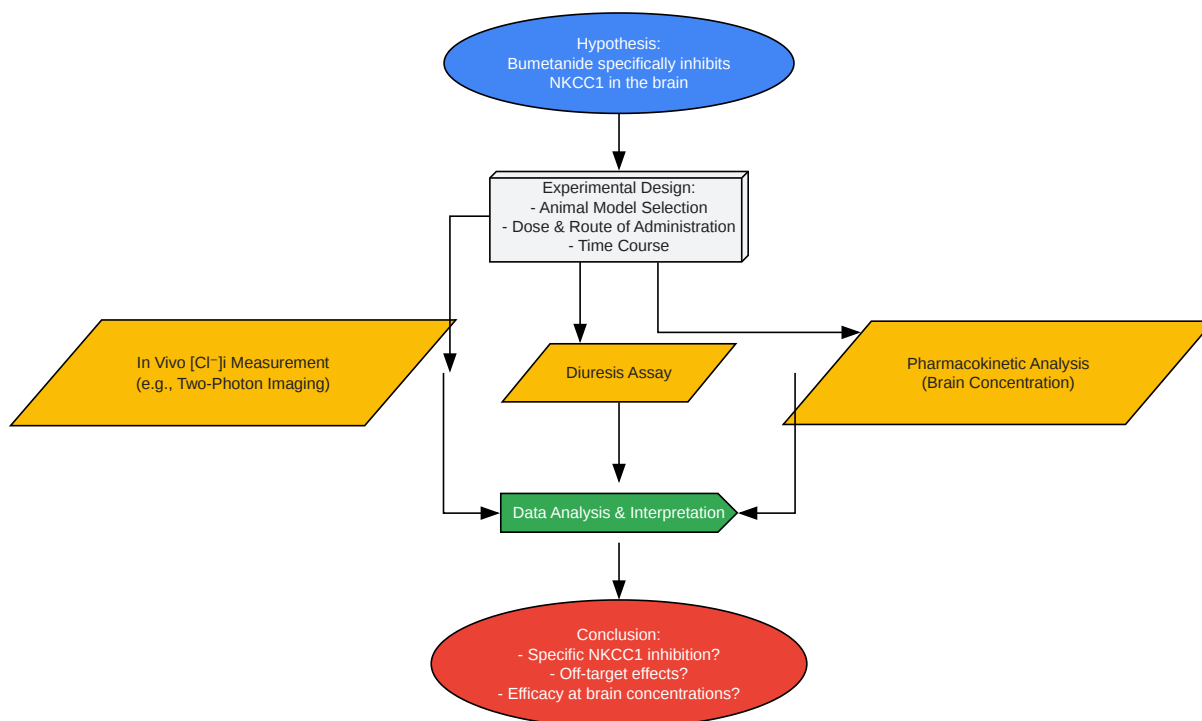 Hypothesis:
Bumetanide specifically inhibits
NKCC1 in the brain
Experimental Design:
- Animal Model Selection
- Dose & Route of Administration
- Time Course
In Vivo [Cl⁻]i Measurement
(e.g., Two-Photon Imaging)
Diuresis Assay
Pharmacokinetic Analysis
(Brain Concentration)
Data Analysis & Interpretation
Conclusion:
- Specific NKCC1 inhibition?
- Off-target effects?
- Efficacy at brain concentrations?